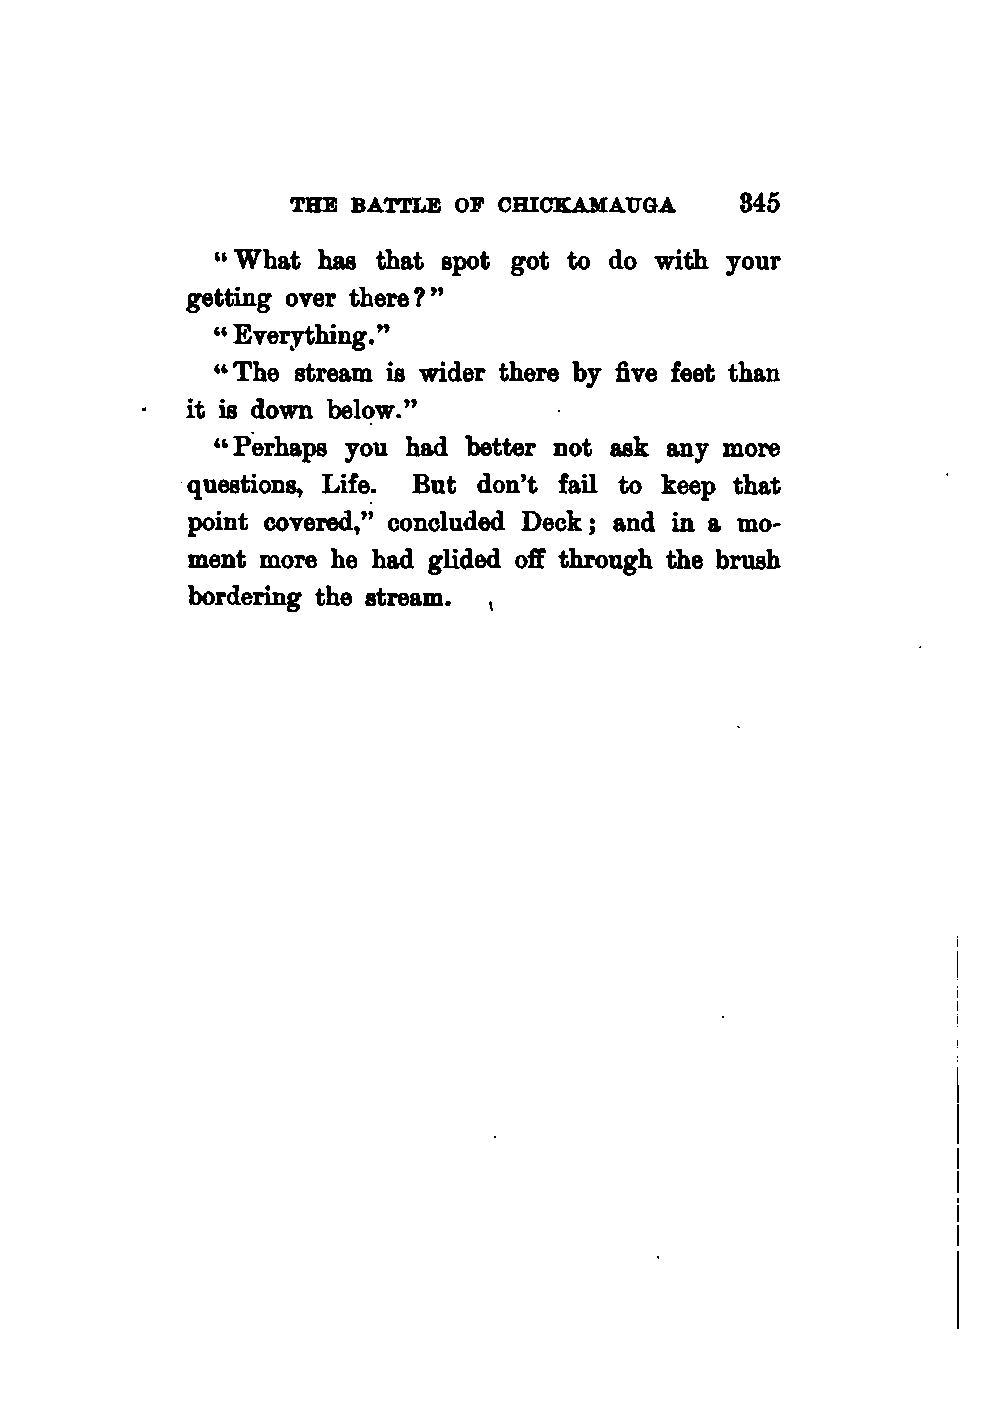 THE BATTLE OF CHICKAMAUGA 345
"What has that spot got to do with your
getting over there?"
"Everything."
"The stream is wider there by five feet than
it is down below."
"Perhaps you had better not ask any more
questions, Life. But don't fail to keep that
point covered," concluded Deck; and in a mo-
ment more he had glided off through the brush
bordering the stream.